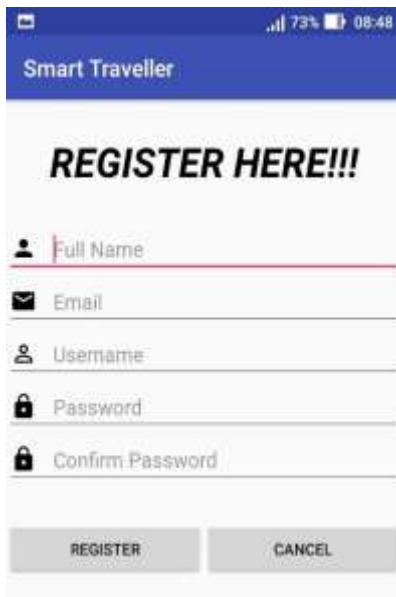 73% 08:48
Smart Traveller
REGISTER HERE!!!
Full Name
Email
Username
Password
Confirm Password
REGISTER CANCEL